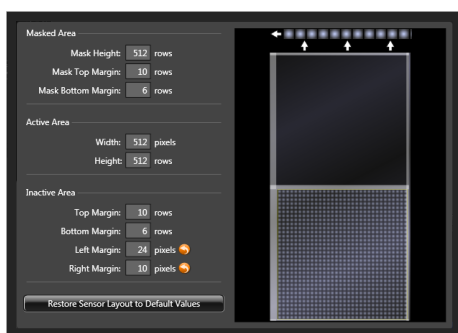 Masked Area
Mask Height: 512 rows
Mask Top Margin: 10 rows
Mask Bottom Margin: 6 rows
Active Area
Width: 512 pixels
Height: 512 rows
Inactive Area
Top Margin: 10 rows
Bottom Margin: 6 rows
Left Margin: 24 pixels
Right Margin: 10 pixels
Restore Sensor Layout to Default Values